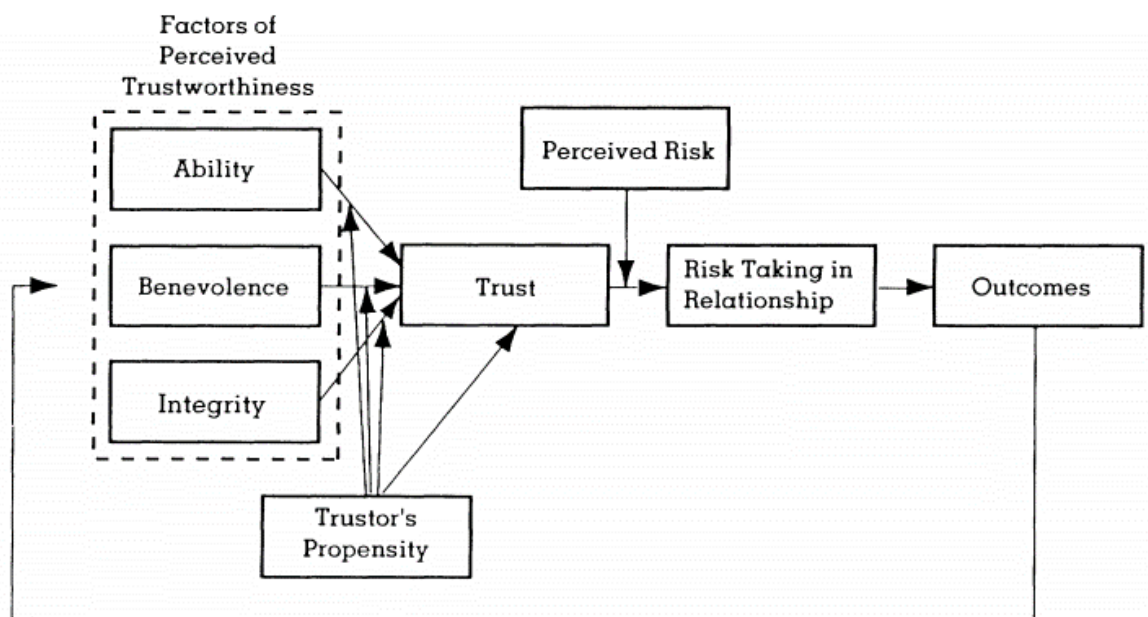 Factors of
Perceived
Trustworthiness
Ability
Perceived Risk
Benevolence
Trust
Risk Taking in
Relationship
Outcomes
Integrity
Trustor's
Propensity